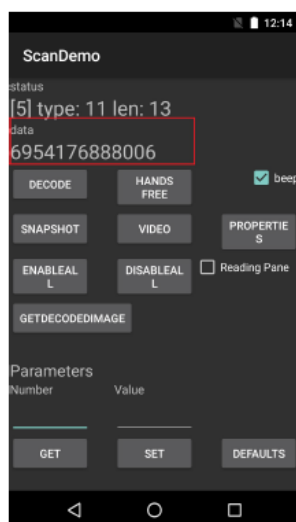 12:14
ScanDemo
status
[5] type: 11 len: 13
data
6954176888006
DECODE
HANDS
FREE
beep
SNAPSHOT
VIDEO
PROPERTIE
S
ENABLEAL
L
DISABLEAL
L
Reading Pane
GETDECODEDIMAGE
Parameters
Number
Value
GET
SET
DEFAULTS